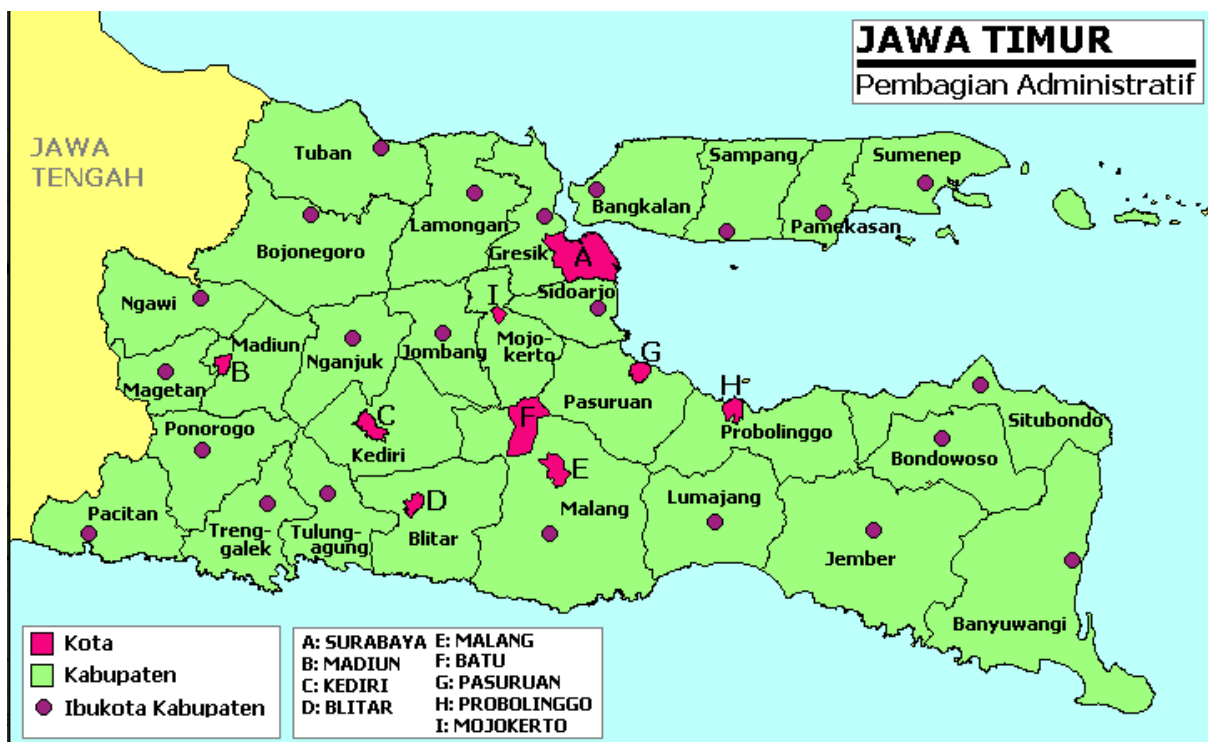 JAWA TIMUR
Pembagian Administratif
JAWA
TENGAH
Tuban
Lamongan
Bojonegoro
Gresik
A
Bangkalan
Sampang
Pamekasan
Sumenep
Ngawi
Madiun
B
Magetan
Nganjuk
Jombang
I
Mojo-
kerto
Sidoarjo
G
Pasuruan
H
Probolinggo
Situbondo
Bondowoso
Ponorogo
C
Kediri
F
E
Malang
Lumajang
Jember
Banyuwangi
Pacitan
Treng-
galek
Tulung-
agung
D
Blitar
Kota
Kabupaten
Ibukota Kabupaten
A: SURABAYA
B: MADIUN
C: KEDIRI
D: BLITAR
E: MALANG
F: BATU
G: PASURUAN
H: PROBOLINGGO
I: MOJOKERTO